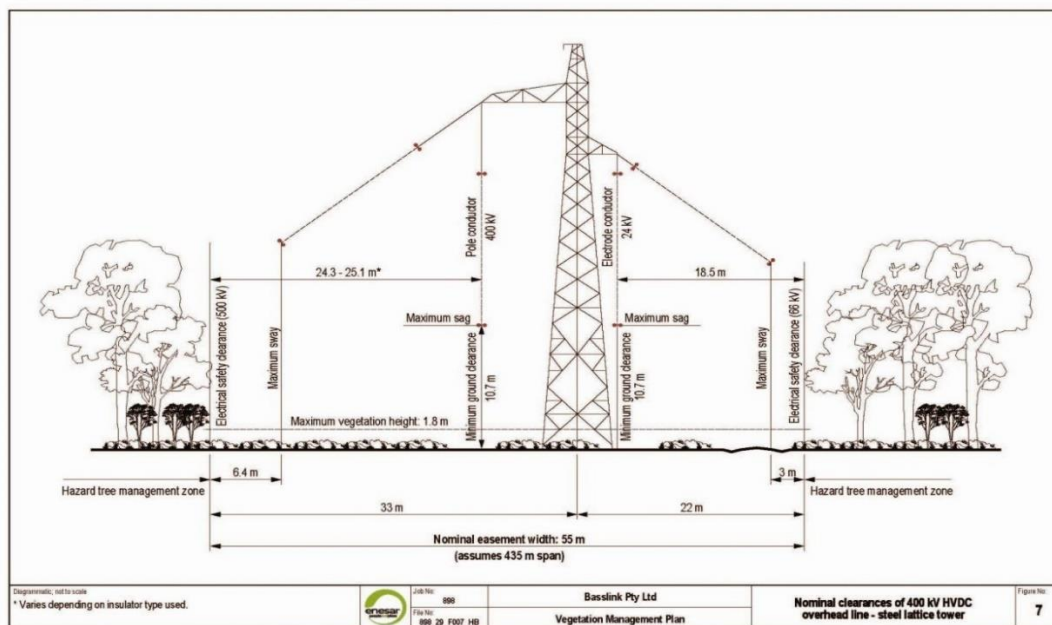 Pole conductor
400 kV
Electrode conductor
24 kV
24.3 - 25.1 m*
18.5 m
Electrical safety clearance (500 kV)
Maximum sway
Maximum sag
Minimum ground clearance
10.7 m
Maximum sag
Minimum ground clearance
10.7 m
Maximum sway
Electrical safety clearance (66 kV)
Maximum vegetation height: 1.8 m
6.4 m
3 m
Hazard tree management zone
Hazard tree management zone
33 m
22 m
Nominal easement width: 55 m
(assumes 435 m span)
Diagrammatic; not to scale
* Varies depending on insulator type used.
enesar
Job No:
898
File No:
898_29_F007_HB
Basslink Pty Ltd
Vegetation Management Plan
Nominal clearances of 400 kV HVDC
overhead line - steel lattice tower
Figure No:
7